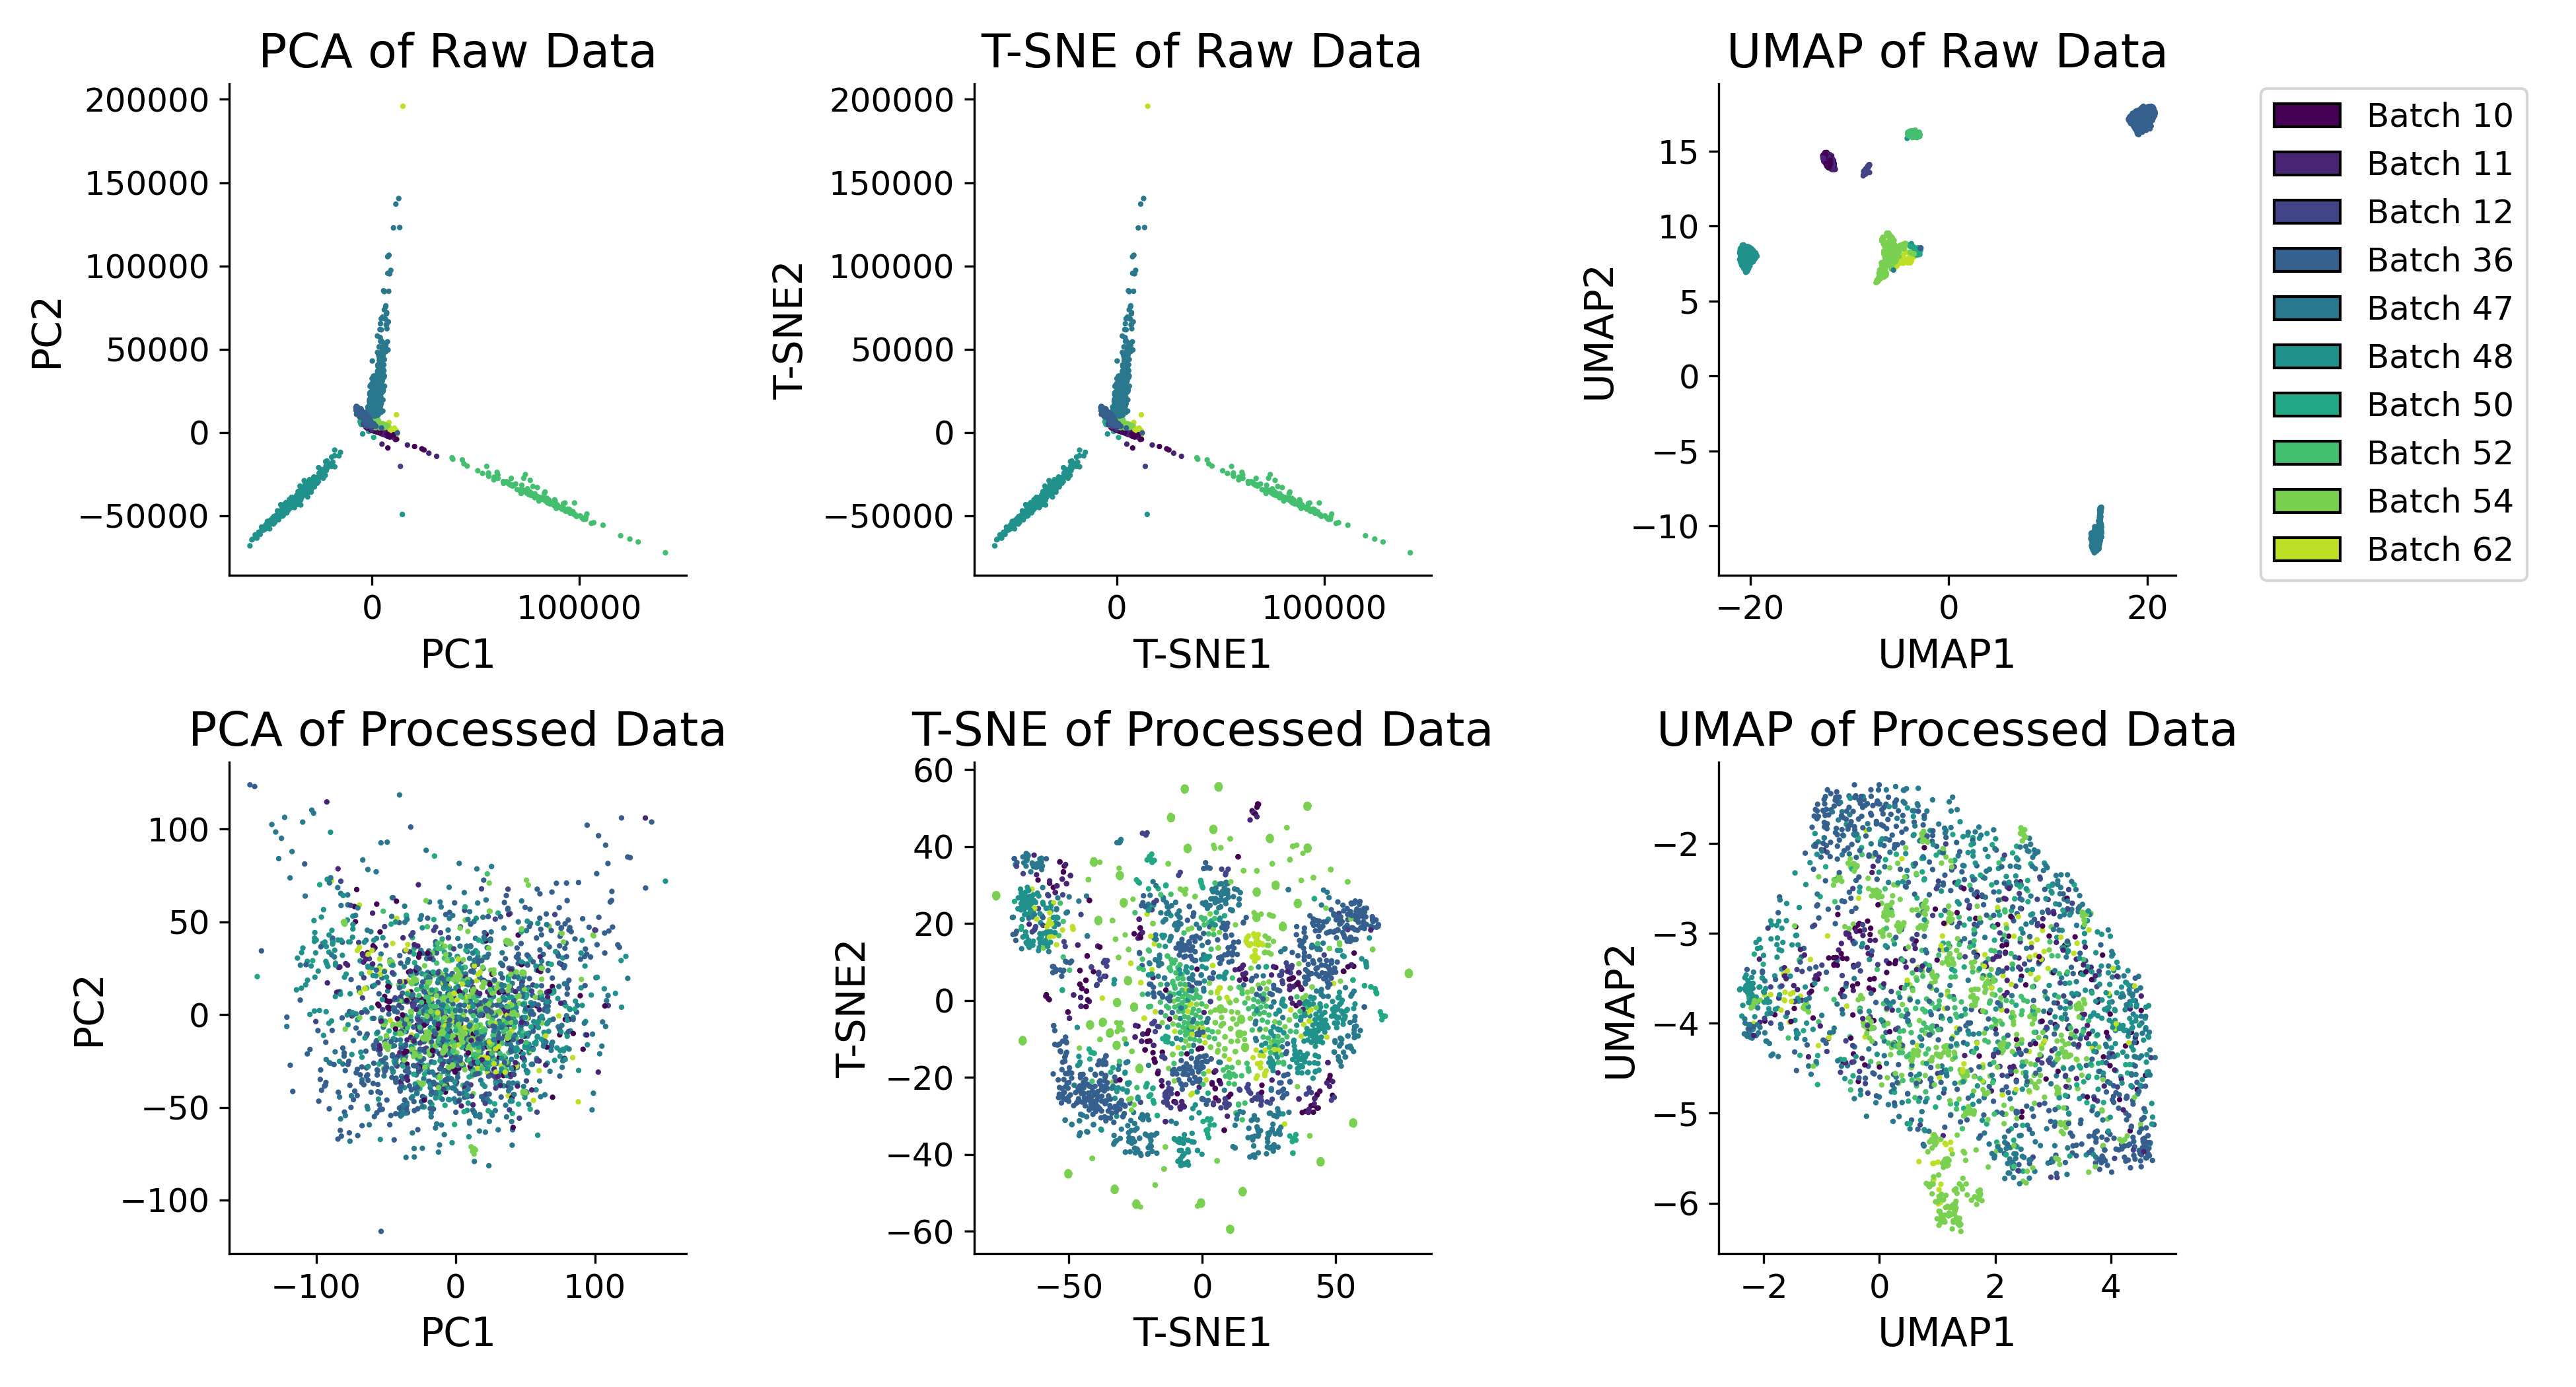 PCA of Raw Data
200000
150000
100000
50000
0
−50000
0 100000
PC2
PC1
T-SNE of Raw Data
200000
150000
100000
50000
0
−50000
0 100000
T-SNE2
T-SNE1
UMAP of Raw Data
15
10
5
0
−5
−10
−20 0 20
UMAP2
UMAP1
Batch 10
Batch 11
Batch 12
Batch 36
Batch 47
Batch 48
Batch 50
Batch 52
Batch 54
Batch 62
PCA of Processed Data
100
50
0
−50
−100
−100 0 100
PC2
PC1
T-SNE of Processed Data
60
40
20
0
−20
−40
−60
−50 0 50
T-SNE2
T-SNE1
UMAP of Processed Data
−2
−3
−4
−5
−6
−2 0 2 4
UMAP2
UMAP1